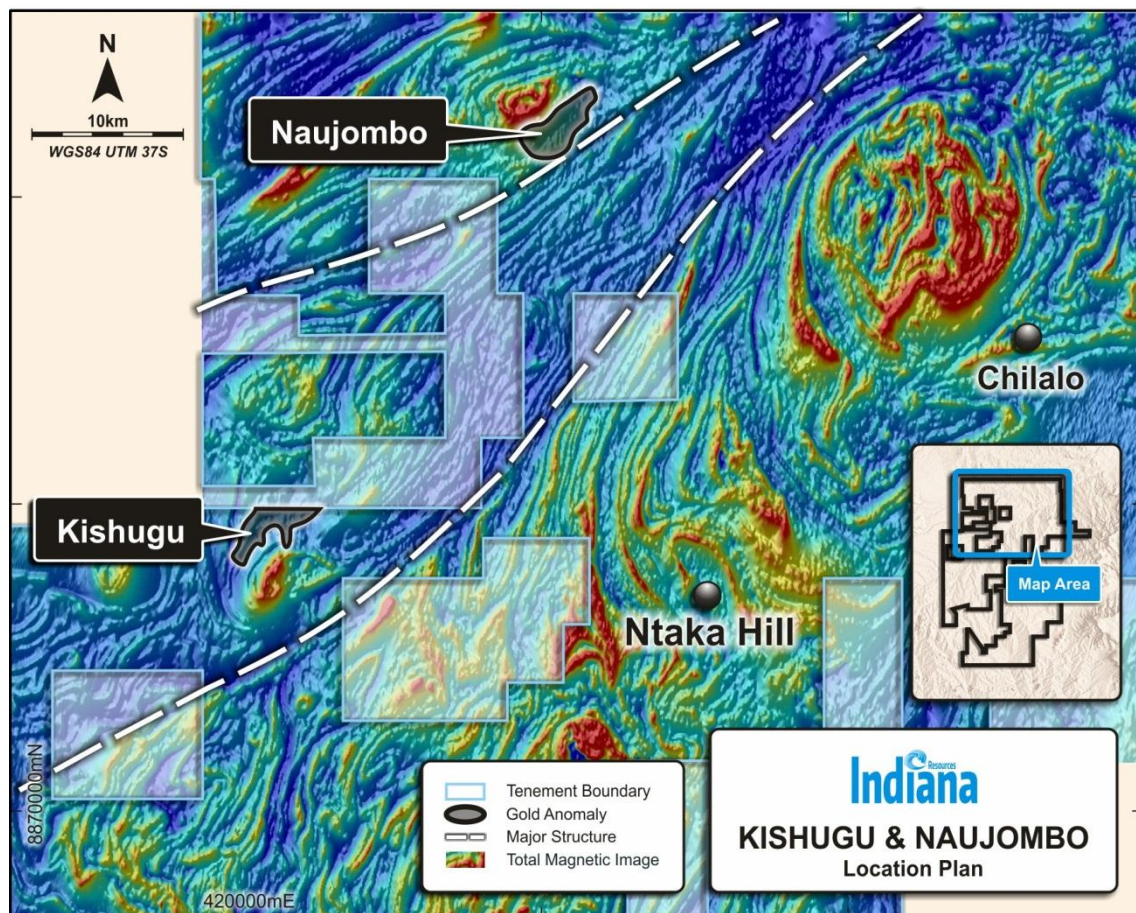 N
10km
WGS84 UTM 37S
Naujombo
Chilalo
Kishugu
Map Area
Ntaka Hill
Tenement Boundary
Gold Anomaly
Major Structure
Total Magnetic Image
Resources
Indiana
KISHUGU & NAUJOMBO
Location Plan
8870000mN
420000mE